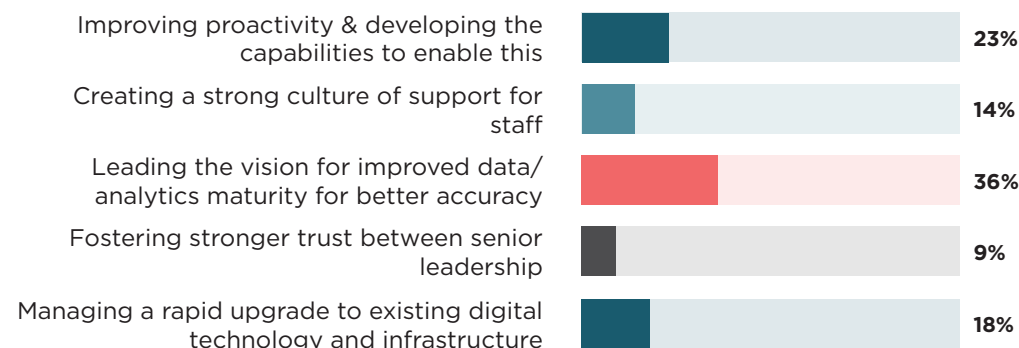 Improving proactivity & developing the
capabilities to enable this
23%
Creating a strong culture of support for
staff
14%
Leading the vision for improved data/
analytics maturity for better accuracy
36%
Fostering stronger trust between senior
leadership
9%
Managing a rapid upgrade to existing digital
technology and infrastructure
18%